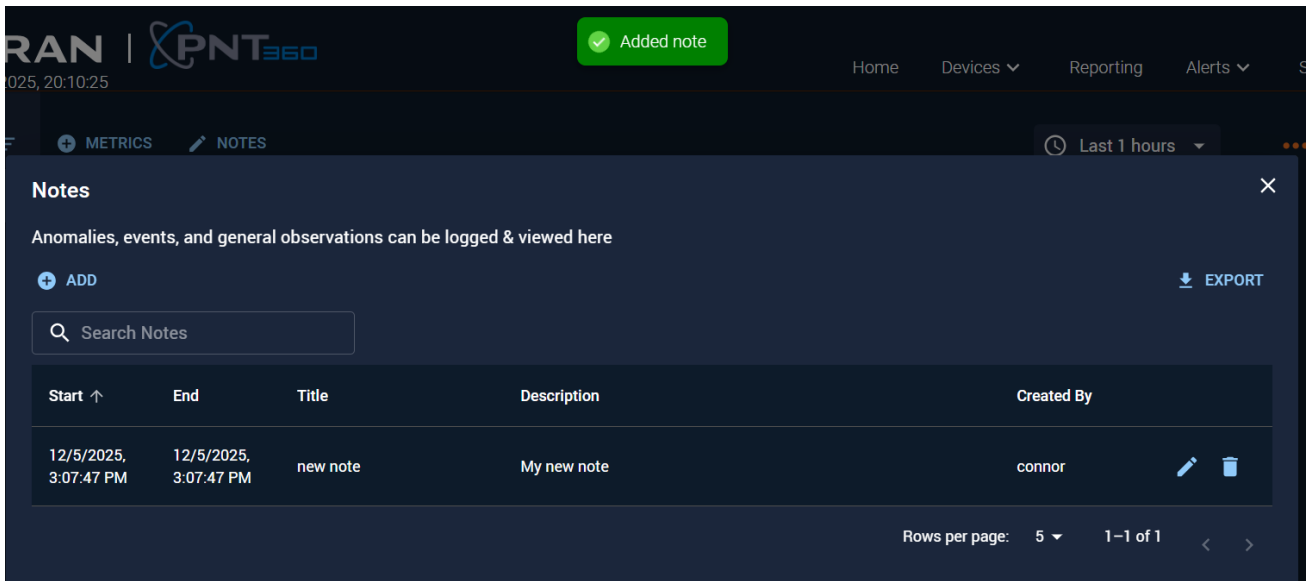 Added note
RAN | PNT360
2025, 20:10:25
Home Devices Reporting Alerts S
METRICS NOTES Last 1 hours
Notes
Anomalies, events, and general observations can be logged & viewed here
ADD EXPORT
Search Notes
Start End Title Description Created By
12/5/2025, 12/5/2025,
3:07:47 PM 3:07:47 PM new note My new note connor
Rows per page: 5 1–1 of 1